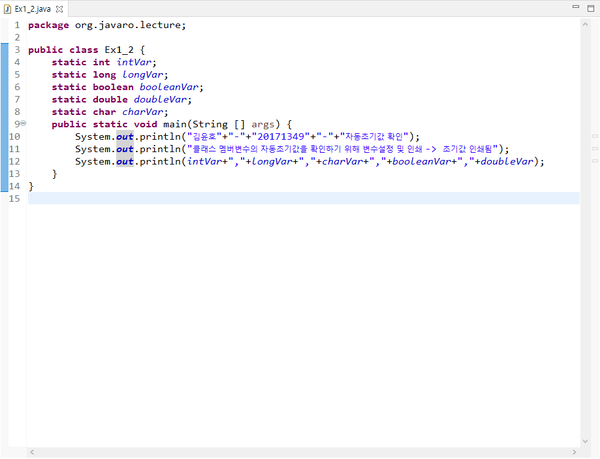 Ex1_2.java
1 package org.javaro.lecture;
2
3 public class Ex1_2 {
4 static int intVar;
5 static long longVar;
6 static boolean booleanVar;
7 static double doubleVar;
8 static char charVar;
9 public static void main(String [] args) {
10 System.out.println("김윤호"+"-"+"20171349"+"-"+"자동초기값 확인");
11 System.out.println("클래스 멤버변수의 자동초기값을 확인하기 위해 변수설정 및 인쇄 -> 초기값 인쇄됨");
12 System.out.println(intVar+","+longVar+","+charVar+","+booleanVar+","+doubleVar);
13 }
14 }
15